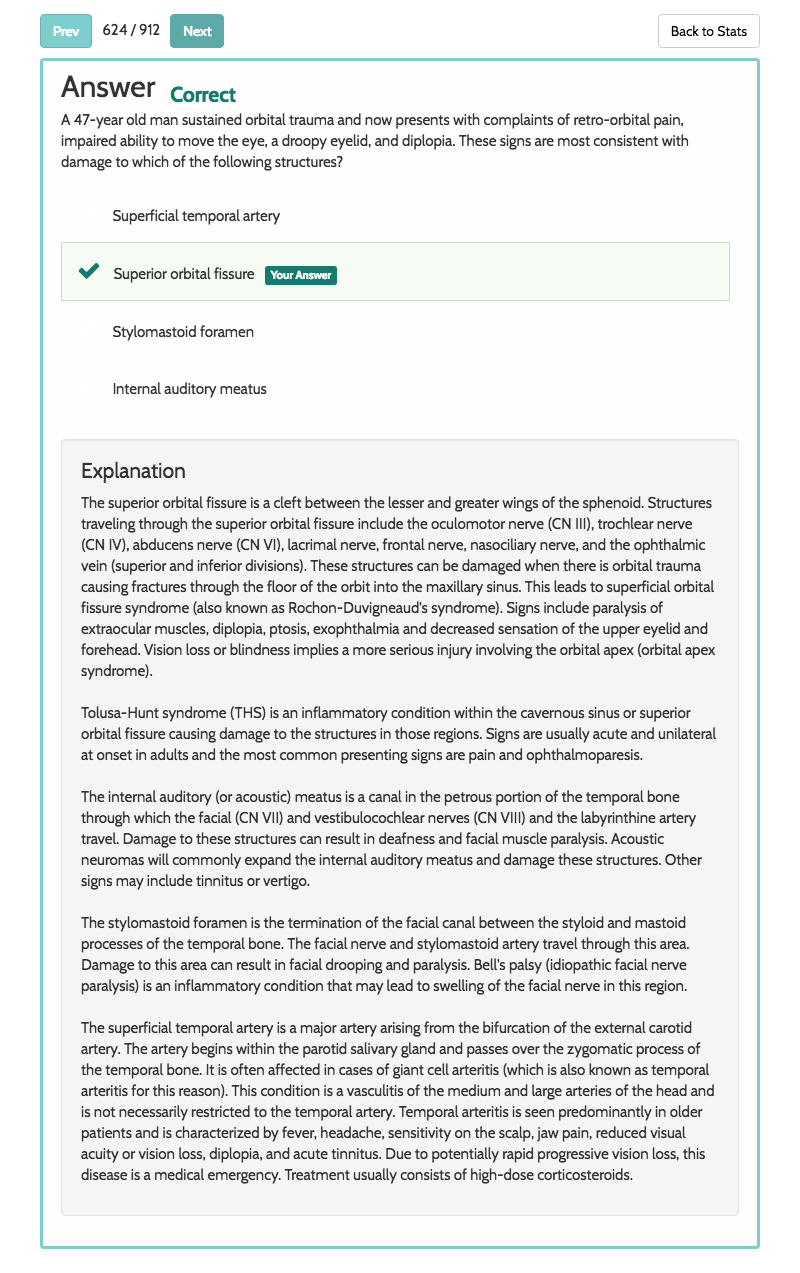 Prev 624 / 912 Next Back to Stats
Answer Correct
A 47-year old man sustained orbital trauma and now presents with complaints of retro-orbital pain,
impaired ability to move the eye, a droopy eyelid, and diplopia. These signs are most consistent with
damage to which of the following structures?
Superficial temporal artery
Superior orbital fissure Your Answer
Stylomastoid foramen
Internal auditory meatus
Explanation
The superior orbital fissure is a cleft between the lesser and greater wings of the sphenoid. Structures
traveling through the superior orbital fissure include the oculomotor nerve (CN III), trochlear nerve
(CN IV), abducens nerve (CN VI), lacrimal nerve, frontal nerve, nasociliary nerve, and the ophthalmic
vein (superior and inferior divisions). These structures can be damaged when there is orbital trauma
causing fractures through the floor of the orbit into the maxillary sinus. This leads to superficial orbital
fissure syndrome (also known as Rochon-Duvigneaud's syndrome). Signs include paralysis of
extraocular muscles, diplopia, ptosis, exophthalmia and decreased sensation of the upper eyelid and
forehead. Vision loss or blindness implies a more serious injury involving the orbital apex (orbital apex
syndrome).
Tolusa-Hunt syndrome (THS) is an inflammatory condition within the cavernous sinus or superior
orbital fissure causing damage to the structures in those regions. Signs are usually acute and unilateral
at onset in adults and the most common presenting signs are pain and ophthalmoparesis.
The internal auditory (or acoustic) meatus is a canal in the petrous portion of the temporal bone
through which the facial (CN VII) and vestibulocochlear nerves (CN VIII) and the labyrinthine artery
travel. Damage to these structures can result in deafness and facial muscle paralysis. Acoustic
neuromas will commonly expand the internal auditory meatus and damage these structures. Other
signs may include tinnitus or vertigo.
The stylomastoid foramen is the termination of the facial canal between the styloid and mastoid
processes of the temporal bone. The facial nerve and stylomastoid artery travel through this area.
Damage to this area can result in facial drooping and paralysis. Bell's palsy (idiopathic facial nerve
paralysis) is an inflammatory condition that may lead to swelling of the facial nerve in this region.
The superficial temporal artery is a major artery arising from the bifurcation of the external carotid
artery. The artery begins within the parotid salivary gland and passes over the zygomatic process of
the temporal bone. It is often affected in cases of giant cell arteritis (which is also known as temporal
arteritis for this reason). This condition is a vasculitis of the medium and large arteries of the head and
is not necessarily restricted to the temporal artery. Temporal arteritis is seen predominantly in older
patients and is characterized by fever, headache, sensitivity on the scalp, jaw pain, reduced visual
acuity or vision loss, diplopia, and acute tinnitus. Due to potentially rapid progressive vision loss, this
disease is a medical emergency. Treatment usually consists of high-dose corticosteroids.